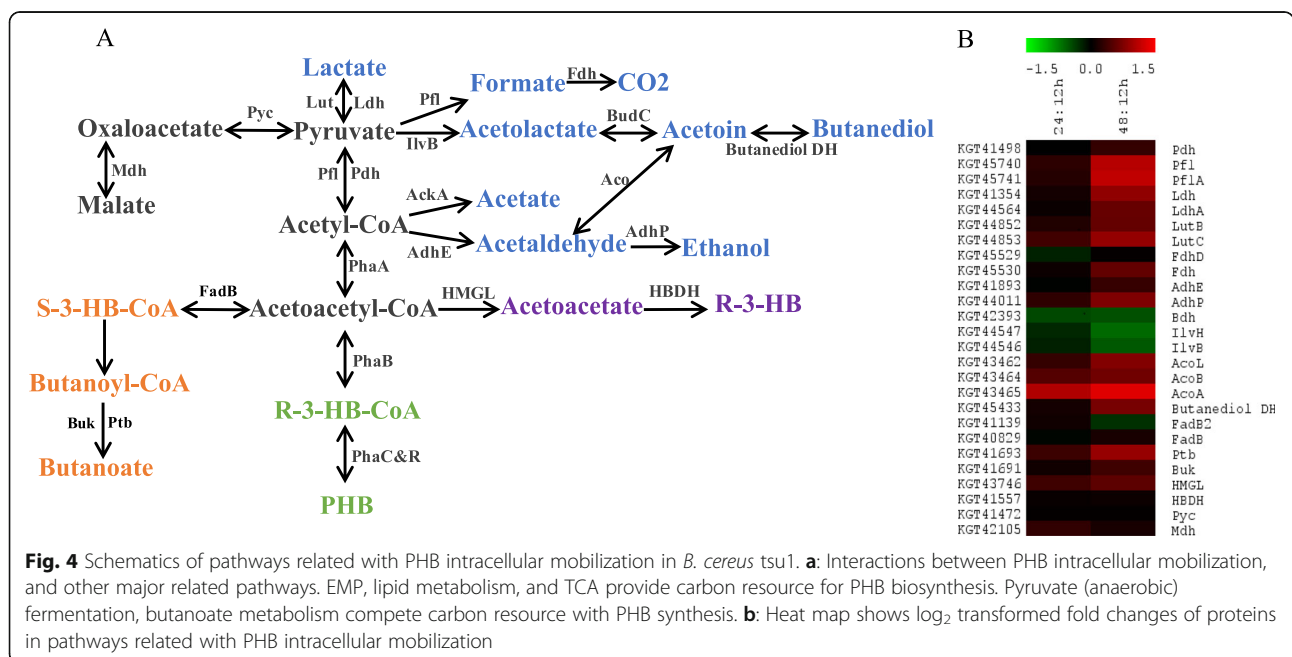 A
B
Lactate
Formate Fdh CO2
-1.5 0.0 1.5
Lut Ldh Pfl
24:12h
48:12h
Oxaloacetate Pyc Pyruvate Acetolactate BudC Acetoin Butanediol
IlvB Butanediol DH
Mdh Pfl Pdh Aco
Malate AckA Acetate
Acetyl-CoA
AdhE Acetaldehyde AdhP Ethanol
PhaA
S-3-HB-CoA FadB Acetoacetyl-CoA HMGL Acetoacetate HBDH R-3-HB
PhaB
Butanoyl-CoA
R-3-HB-CoA
Buk Ptb
PhaC&R
Butanoate
PHB
KGT41498 Pdh
KGT45740 Pfl
KGT45741 PflA
KGT41354 Ldh
KGT44564 LdhA
KGT44852 LutB
KGT44853 LutC
KGT45529 FdhD
KGT45530 Fdh
KGT41893 AdhE
KGT44011 AdhP
KGT42393 Bdh
KGT44547 IlvH
KGT44546 IlvB
KGT43462 AcoL
KGT43464 AcoB
KGT43465 AcoA
KGT45433 Butanediol DH
KGT41139 FadB2
KGT40829 FadB
KGT41693 Ptb
KGT41691 Buk
KGT43746 HMGL
KGT41557 HBDH
KGT41472 Pyc
KGT42105 Mdh
Fig. 4 Schematics of pathways related with PHB intracellular mobilization in B. cereus tsu1. a: Interactions between PHB intracellular mobilization,
and other major related pathways. EMP, lipid metabolism, and TCA provide carbon resource for PHB biosynthesis. Pyruvate (anaerobic)
fermentation, butanoate metabolism compete carbon resource with PHB synthesis. b: Heat map shows log₂ transformed fold changes of proteins
in pathways related with PHB intracellular mobilization